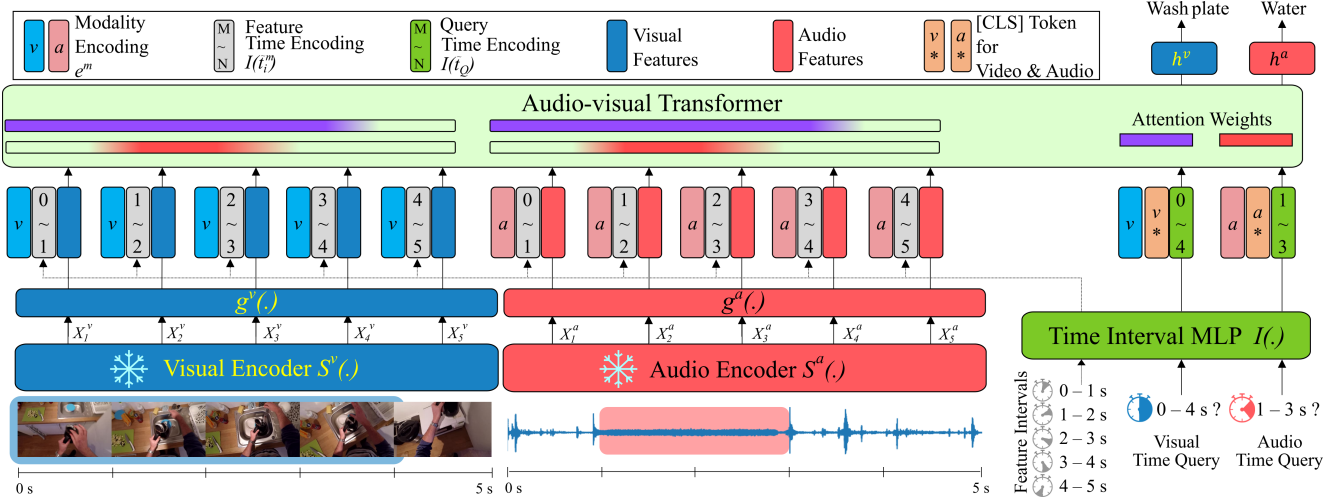 Wash plate
Water
v
a
Modality
Encoding
e^m
M
~
N
Feature
Time Encoding
I(t_i^m)
M
~
N
Query
Time Encoding
I(t_Q)
Visual
Features
Audio
Features
v
*
a
*
[CLS] Token
for
Video & Audio
h^v
h^a
Audio-visual Transformer
Attention Weights
v
0
~
1
v
1
~
2
v
2
~
3
v
3
~
4
v
4
~
5
a
0
~
1
a
1
~
2
a
2
~
3
a
3
~
4
a
4
~
5
v
v
*
0
~
4
a
a
*
1
~
3
g^v(.)
g^a(.)
X_1^v
X_2^v
X_3^v
X_4^v
X_5^v
X_1^a
X_2^a
X_3^a
X_4^a
X_5^a
Time Interval MLP I(.)
Visual Encoder S^v(.)
Audio Encoder S^a(.)
Feature Intervals
0 – 1 s
1 – 2 s
2 – 3 s
3 – 4 s
4 – 5 s
0 – 4 s ?
Visual
Time Query
1 – 3 s ?
Audio
Time Query
0 s
5 s
0 s
5 s